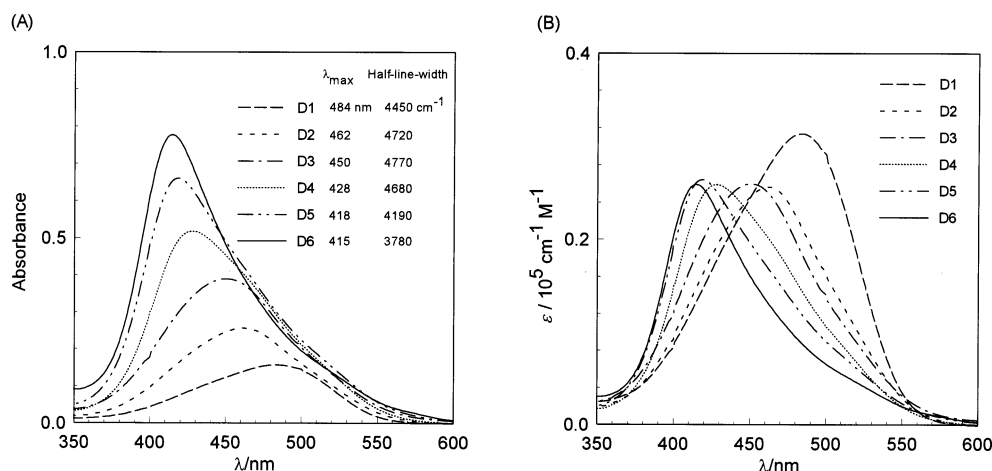 (A)
1.0
0.5
0.0
Absorbance
350 400 450 500 550 600
λ/nm
λmax Half-line-width
D1 484 nm 4450 cm⁻¹
D2 462 4720
D3 450 4770
D4 428 4680
D5 418 4190
D6 415 3780
(B)
0.4
0.2
0.0
ε / 10⁵ cm⁻¹ M⁻¹
350 400 450 500 550 600
λ/nm
D1
D2
D3
D4
D5
D6